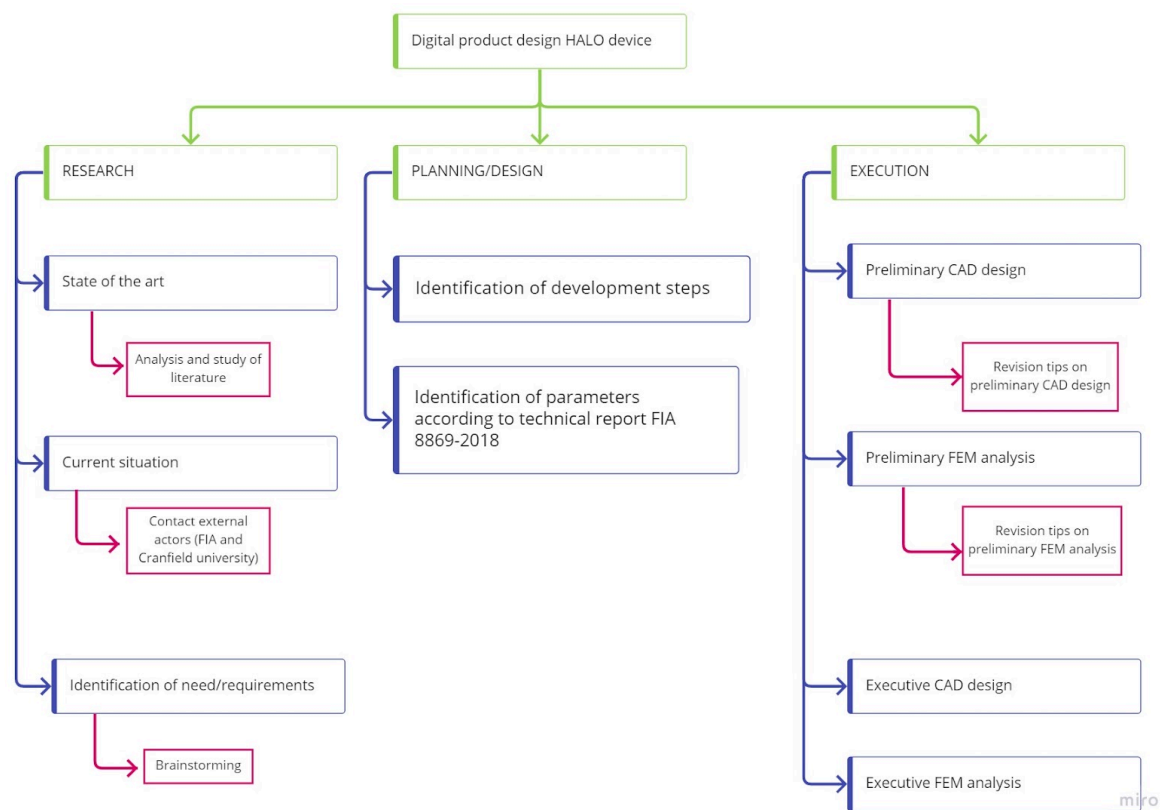 Digital product design HALO device
RESEARCH
State of the art
Analysis and study of
literature
Current situation
Contact external
actors (FIA and
Cranfield university)
Identification of need/requirements
Brainstorming
PLANNING/DESIGN
Identification of development steps
Identification of parameters
according to technical report FIA
8869-2018
EXECUTION
Preliminary CAD design
Revision tips on
preliminary CAD design
Preliminary FEM analysis
Revision tips on
preliminary FEM analysis
Executive CAD design
Executive FEM analysis
miro